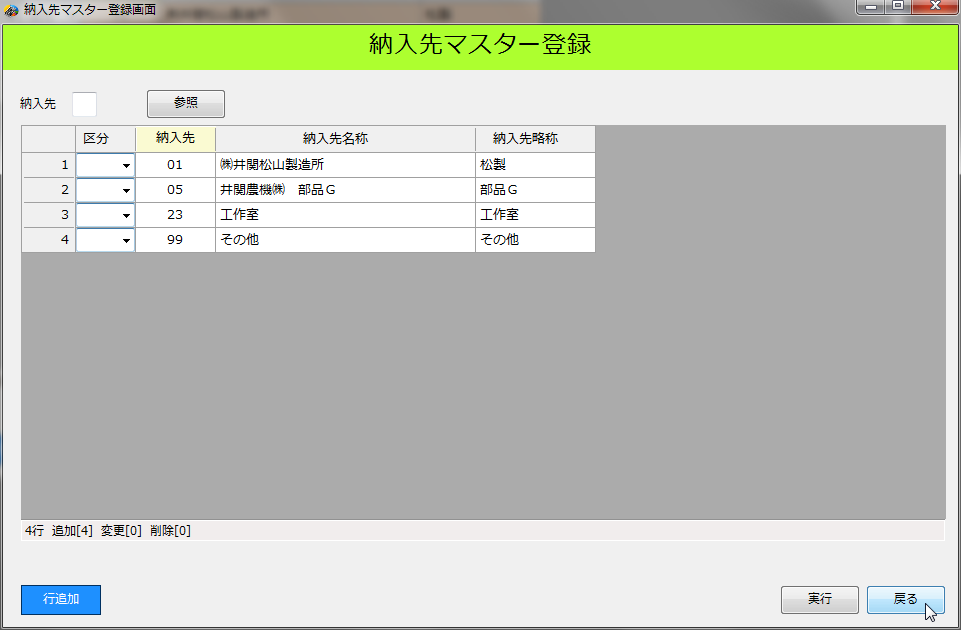 納入先マスター登録画面
納入先マスター登録
納入先 参照
区分 納入先 納入先名称 納入先略称
1 01 ㈱井関松山製造所 松製
2 05 井関農機㈱　部品Ｇ 部品Ｇ
3 23 工作室 工作室
4 99 その他 その他
4行 追加[4] 変更[0] 削除[0]
行追加 実行 戻る